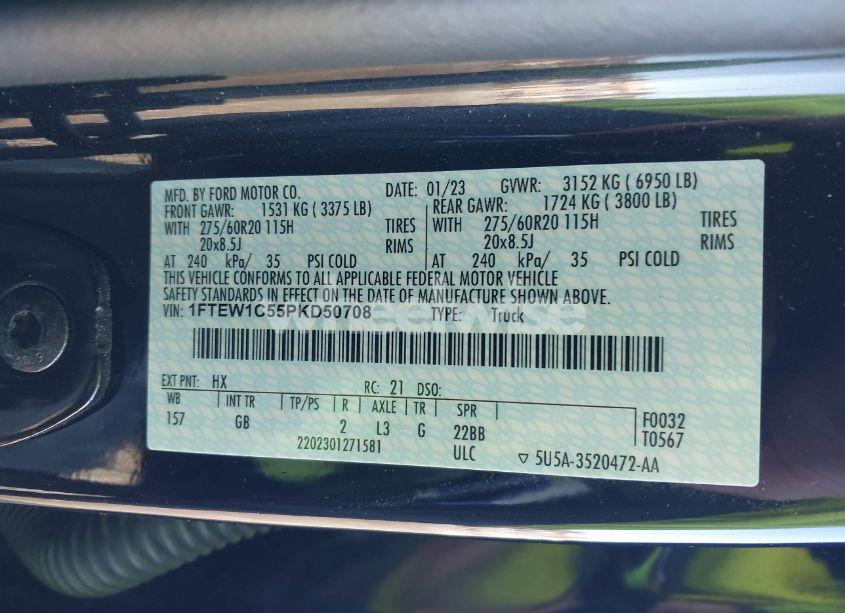 MFD. BY FORD MOTOR CO. DATE: 01/23 GVWR: 3152 KG ( 6950 LB)
FRONT GAWR: 1531 KG ( 3375 LB) REAR GAWR: 1724 KG ( 3800 LB)
WITH 275/60R20 115H TIRES WITH 275/60R20 115H TIRES
20x8.5J RIMS 20x8.5J RIMS
AT 240 kPa/ 35 PSI COLD AT 240 kPa/ 35 PSI COLD
THIS VEHICLE CONFORMS TO ALL APPLICABLE FEDERAL MOTOR VEHICLE
SAFETY STANDARDS IN EFFECT ON THE DATE OF MANUFACTURE SHOWN ABOVE.
VIN: 1FTEW1C55PKD50708 TYPE: Truck
EXT PNT: HX RC: 21 DSO:
WB INT TR TP/PS R AXLE TR SPR F0032
157 GB 2 L3 G 22BB T0567
2202301271581 ULC ▽ 5U5A-3520472-AA